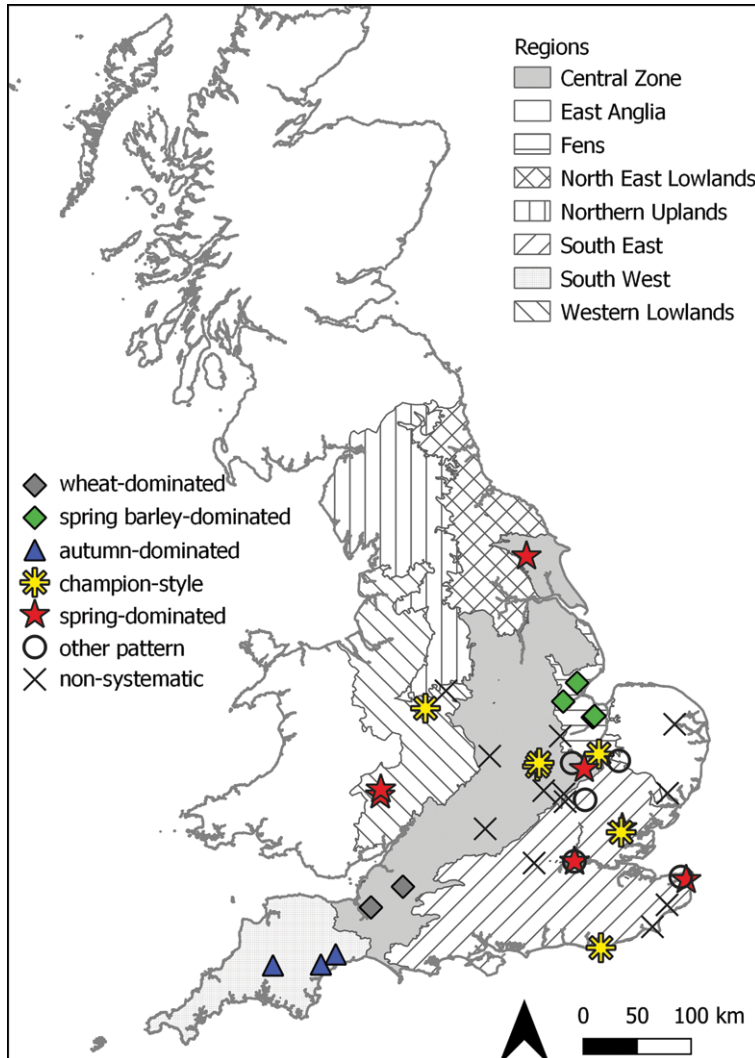 Regions
Central Zone
East Anglia
Fens
North East Lowlands
Northern Uplands
South East
South West
Western Lowlands
wheat-dominated
spring barley-dominated
autumn-dominated
champion-style
spring-dominated
other pattern
non-systematic
0 50 100 km